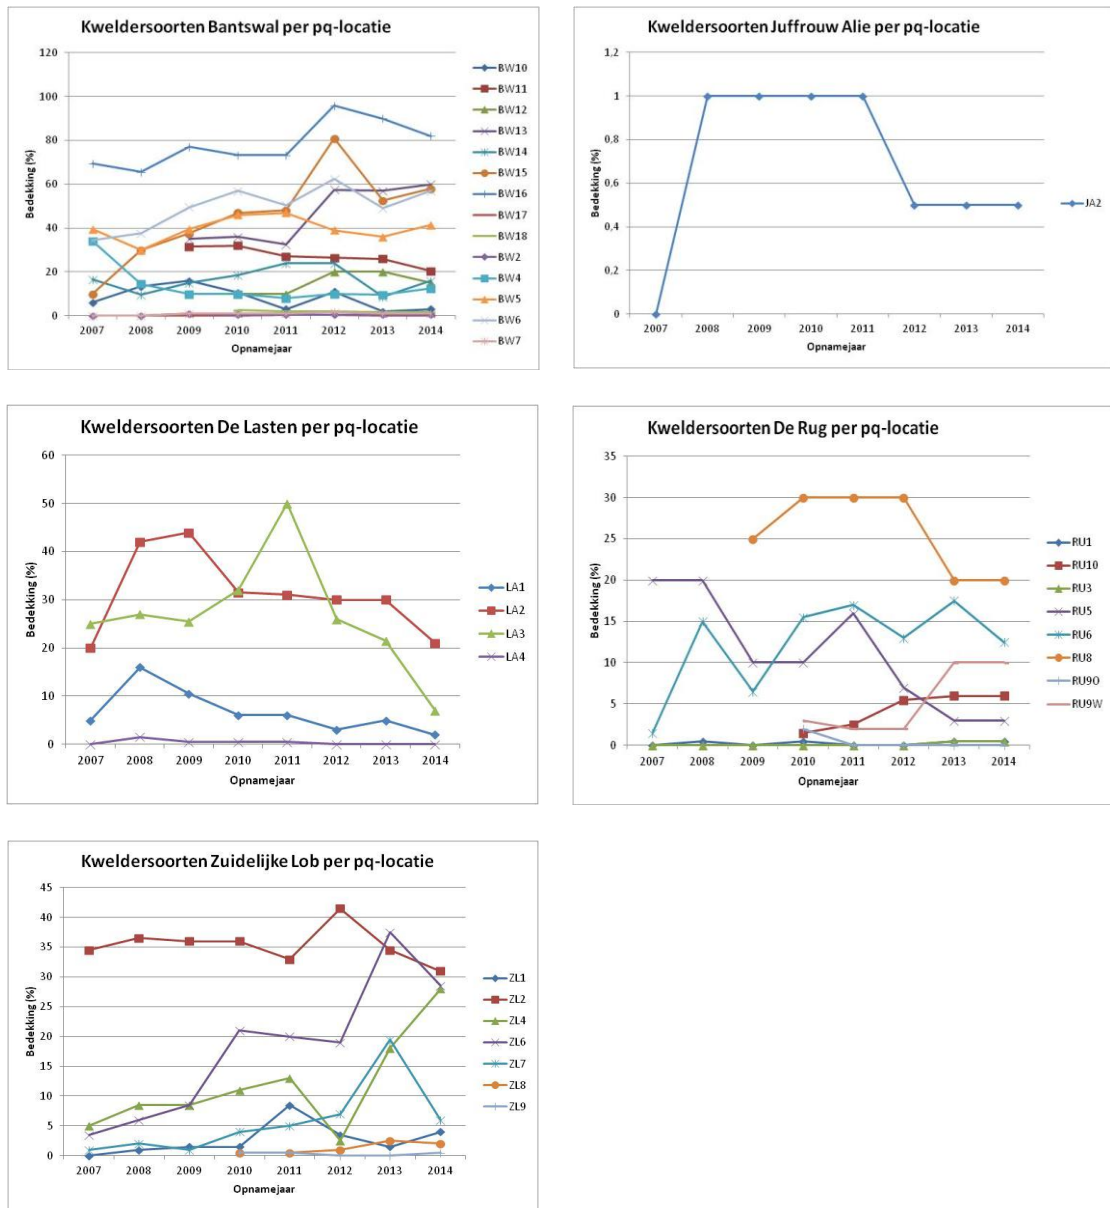 Kweldersoorten Bantswal per pq-locatie
120
100
80
60
40
20
0
Bedekking (%)
2007 2008 2009 2010 2011 2012 2013 2014
Opnamejaar
BW10
BW11
BW12
BW13
BW14
BW15
BW16
BW17
BW18
BW2
BW4
BW5
BW6
BW7
Kweldersoorten Juffrouw Alie per pq-locatie
1.2
1
0.8
0.6
0.4
0.2
0
Bedekking (%)
2007 2008 2009 2010 2011 2012 2013 2014
Opnamejaar
JA2
Kweldersoorten De Lasten per pq-locatie
60
50
40
30
20
10
0
Bedekking (%)
2007 2008 2009 2010 2011 2012 2013 2014
Opnamejaar
LA1
LA2
LA3
LA4
Kweldersoorten De Rug per pq-locatie
35
30
25
20
15
10
5
0
Bedekking (%)
2007 2008 2009 2010 2011 2012 2013 2014
Opnamejaar
RU1
RU10
RU3
RU5
RU6
RU8
RU9O
RU9W
Kweldersoorten Zuidelijke Lob per pq-locatie
45
40
35
30
25
20
15
10
5
0
Bedekking (%)
2007 2008 2009 2010 2011 2012 2013 2014
Opnamejaar
ZL1
ZL2
ZL4
ZL6
ZL7
ZL8
ZL9